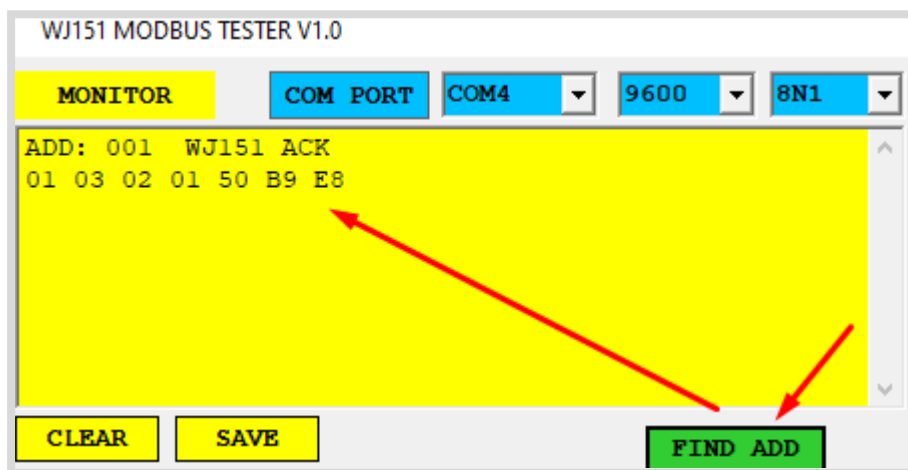 WJ151 MODBUS TESTER V1.0
MONITOR COM PORT COM4 9600 8N1
ADD: 001 WJ151 ACK
01 03 02 01 50 B9 E8
CLEAR SAVE FIND ADD